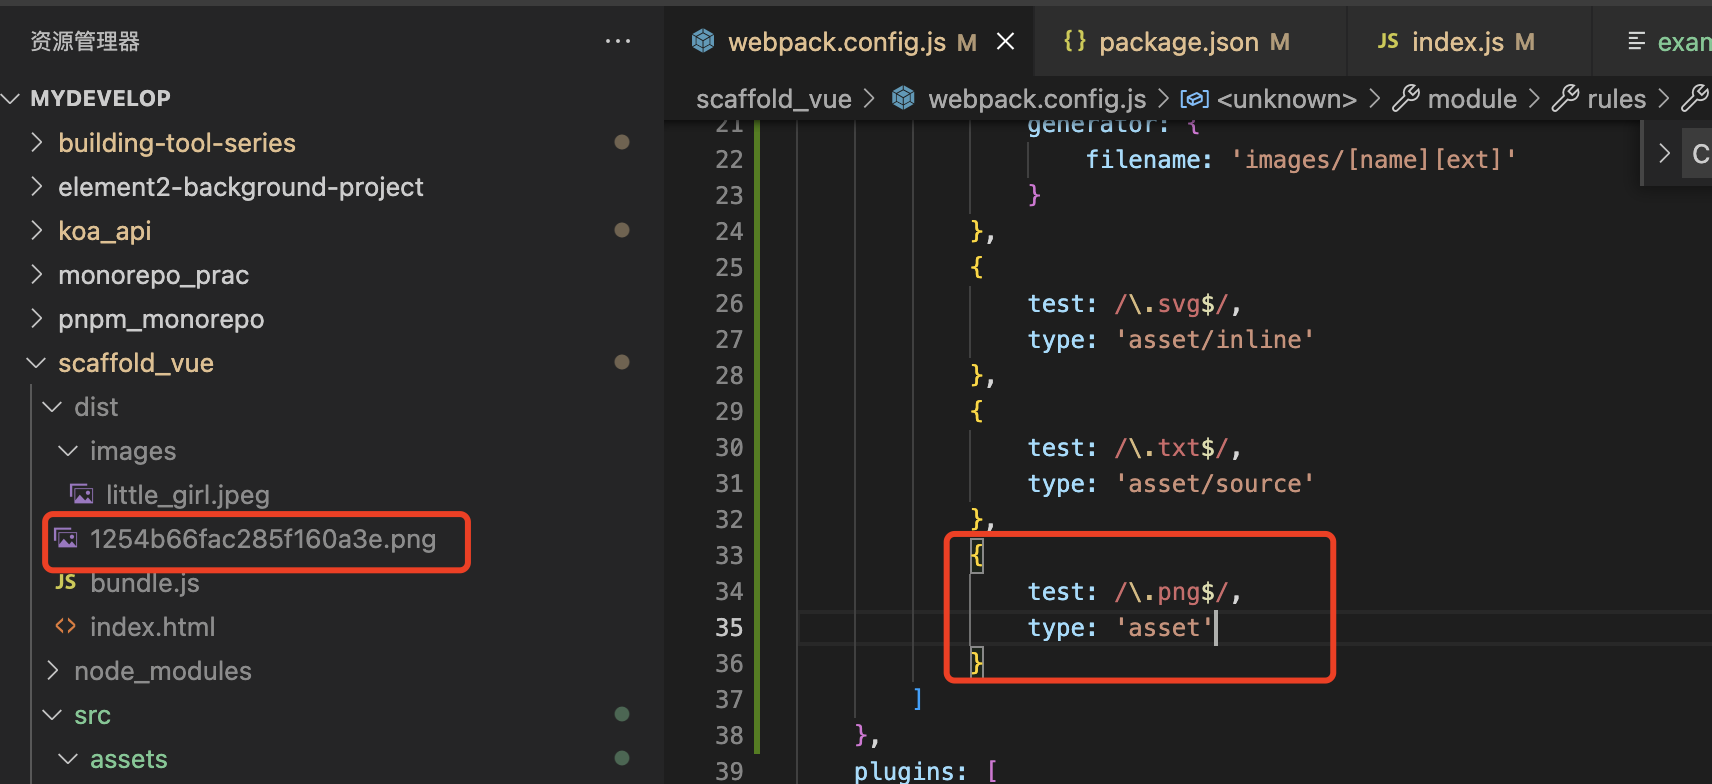 资源管理器 ···
MYDEVELOP
building-tool-series
element2-background-project
koa_api
monorepo_prac
pnpm_monorepo
scaffold_vue
dist
images
little_girl.jpeg
1254b66fac285f160a3e.png
JS bundle.js
<> index.html
node_modules
src
assets
webpack.config.js M ×
{} package.json M
JS index.js M
exam
scaffold_vue > webpack.config.js > <unknown> > module > rules >
21 generator: {
22 filename: 'images/[name][ext]'
23 }
24 },
25 {
26 test: /\.svg$/,
27 type: 'asset/inline'
28 },
29 {
30 test: /\.txt$/,
31 type: 'asset/source'
32 },
33 {
34 test: /\.png$/,
35 type: 'asset'
36 }
37 ]
38 },
39 plugins: [
> C